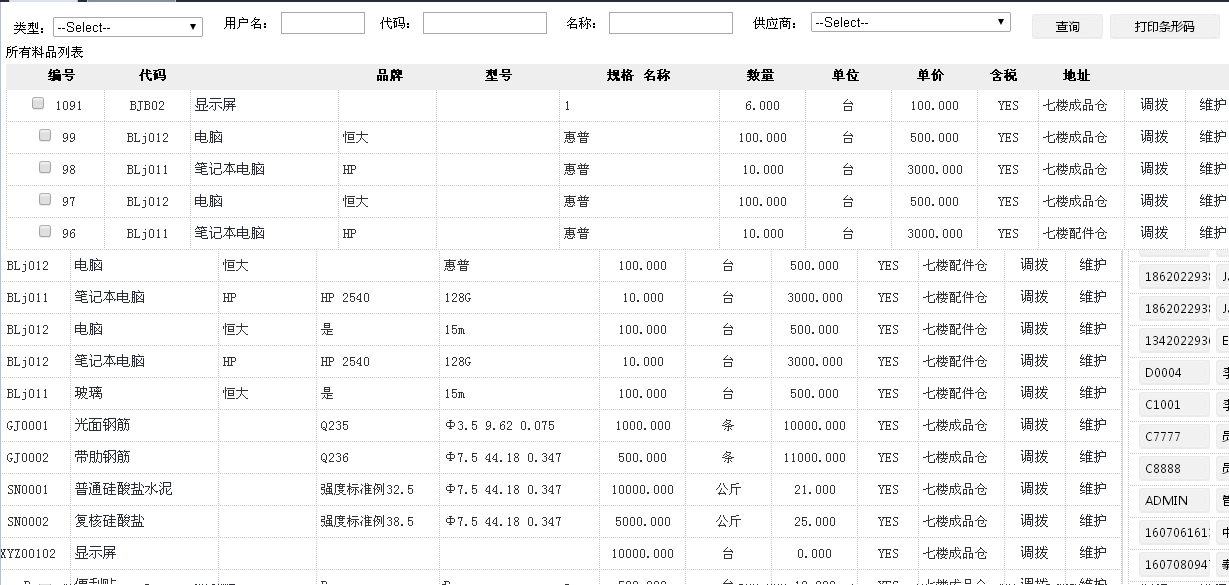 类型: --Select-- 用户名: 代码: 名称: 供应商: --Select-- 查询 打印条形码
所有料品列表
编号 代码 品牌 型号 规格 名称 数量 单位 单价 含税 地址
1091 BJB02 显示屏 1 6.000 台 100.000 YES 七楼成品仓 调拨 维护
99 BLj012 电脑 恒大 惠普 100.000 台 500.000 YES 七楼成品仓 调拨 维护
98 BLj011 笔记本电脑 HP 惠普 10.000 台 3000.000 YES 七楼成品仓 调拨 维护
97 BLj012 电脑 恒大 惠普 100.000 台 500.000 YES 七楼成品仓 调拨 维护
96 BLj011 笔记本电脑 HP 惠普 10.000 台 3000.000 YES 七楼配件仓 调拨 维护
BLj012 电脑 恒大 惠普 100.000 台 500.000 YES 七楼配件仓 调拨 维护 186202293
BLj011 笔记本电脑 HP HP 2540 128G 10.000 台 3000.000 YES 七楼配件仓 调拨 维护 186202293
BLj012 电脑 恒大 是 15m 100.000 台 500.000 YES 七楼配件仓 调拨 维护 134202293
BLj012 笔记本电脑 HP HP 2540 128G 10.000 台 3000.000 YES 七楼配件仓 调拨 维护 D0004
BLj011 玻璃 恒大 是 15m 100.000 台 500.000 YES 七楼配件仓 调拨 维护 C1001
GJ0001 光面钢筋 Q235 Φ3.5 9.62 0.075 1000.000 条 10000.000 YES 七楼成品仓 调拨 维护 C7777
GJ0002 带肋钢筋 Q236 Φ7.5 44.18 0.347 500.000 条 11000.000 YES 七楼成品仓 调拨 维护 C8888
SN0001 普通硅酸盐水泥 强度标准例32.5 Φ7.5 44.18 0.347 10000.000 公斤 21.000 YES 七楼成品仓 调拨 维护 ADMIN
SN0002 复核硅酸盐 强度标准例38.5 Φ7.5 44.18 0.347 5000.000 公斤 25.000 YES 七楼成品仓 调拨 维护 160706161
XYZ00102 显示屏 10000.000 台 0.000 YES 七楼成品仓 调拨 维护 160708094